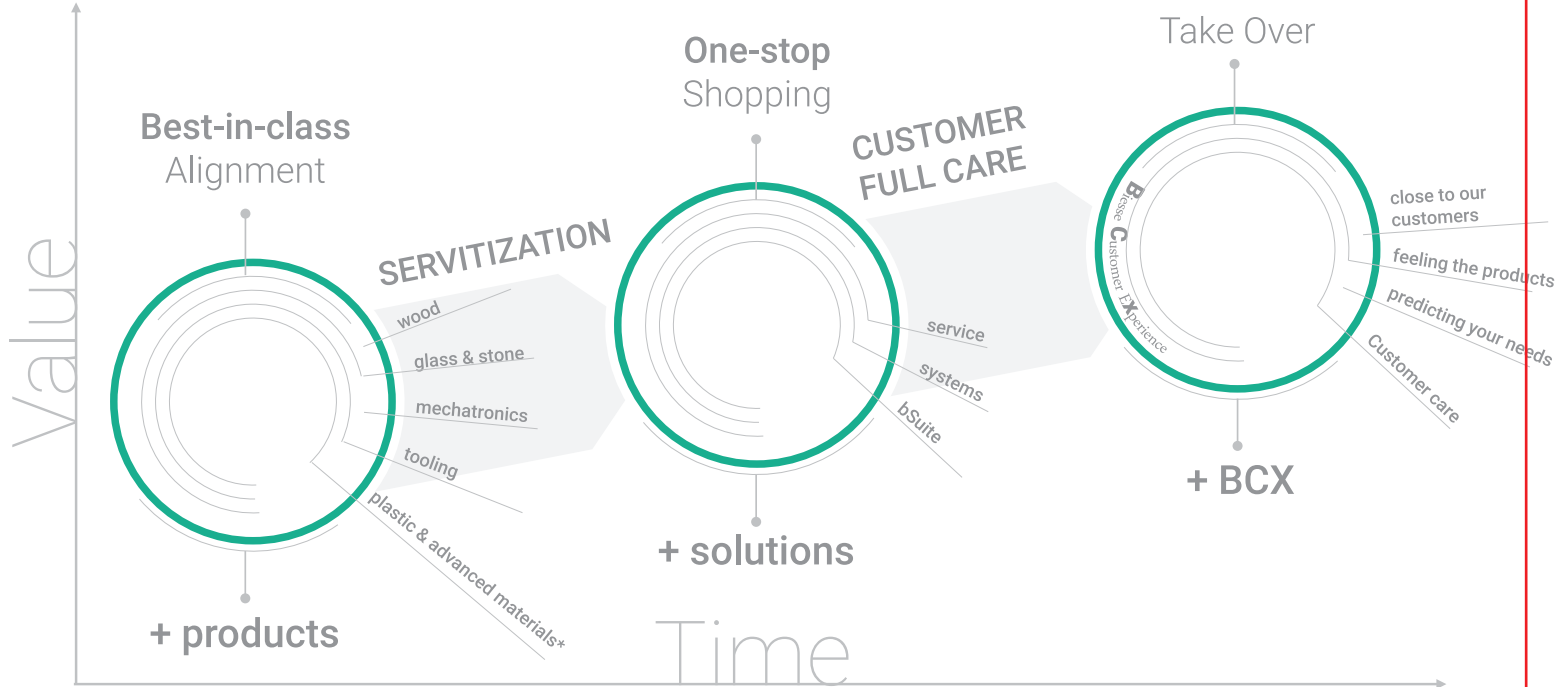 Value
Best-in-class
Alignment
+ products
wood
glass & stone
mechatronics
tooling
plastic & advanced materials*
SERVITIZATION
One-stop
Shopping
+ solutions
service
systems
bSuite
CUSTOMER
FULL CARE
Take Over
Biesse
Customer
EXperience
close to our
customers
feeling the products
predicting your needs
Customer care
+ BCX
Time